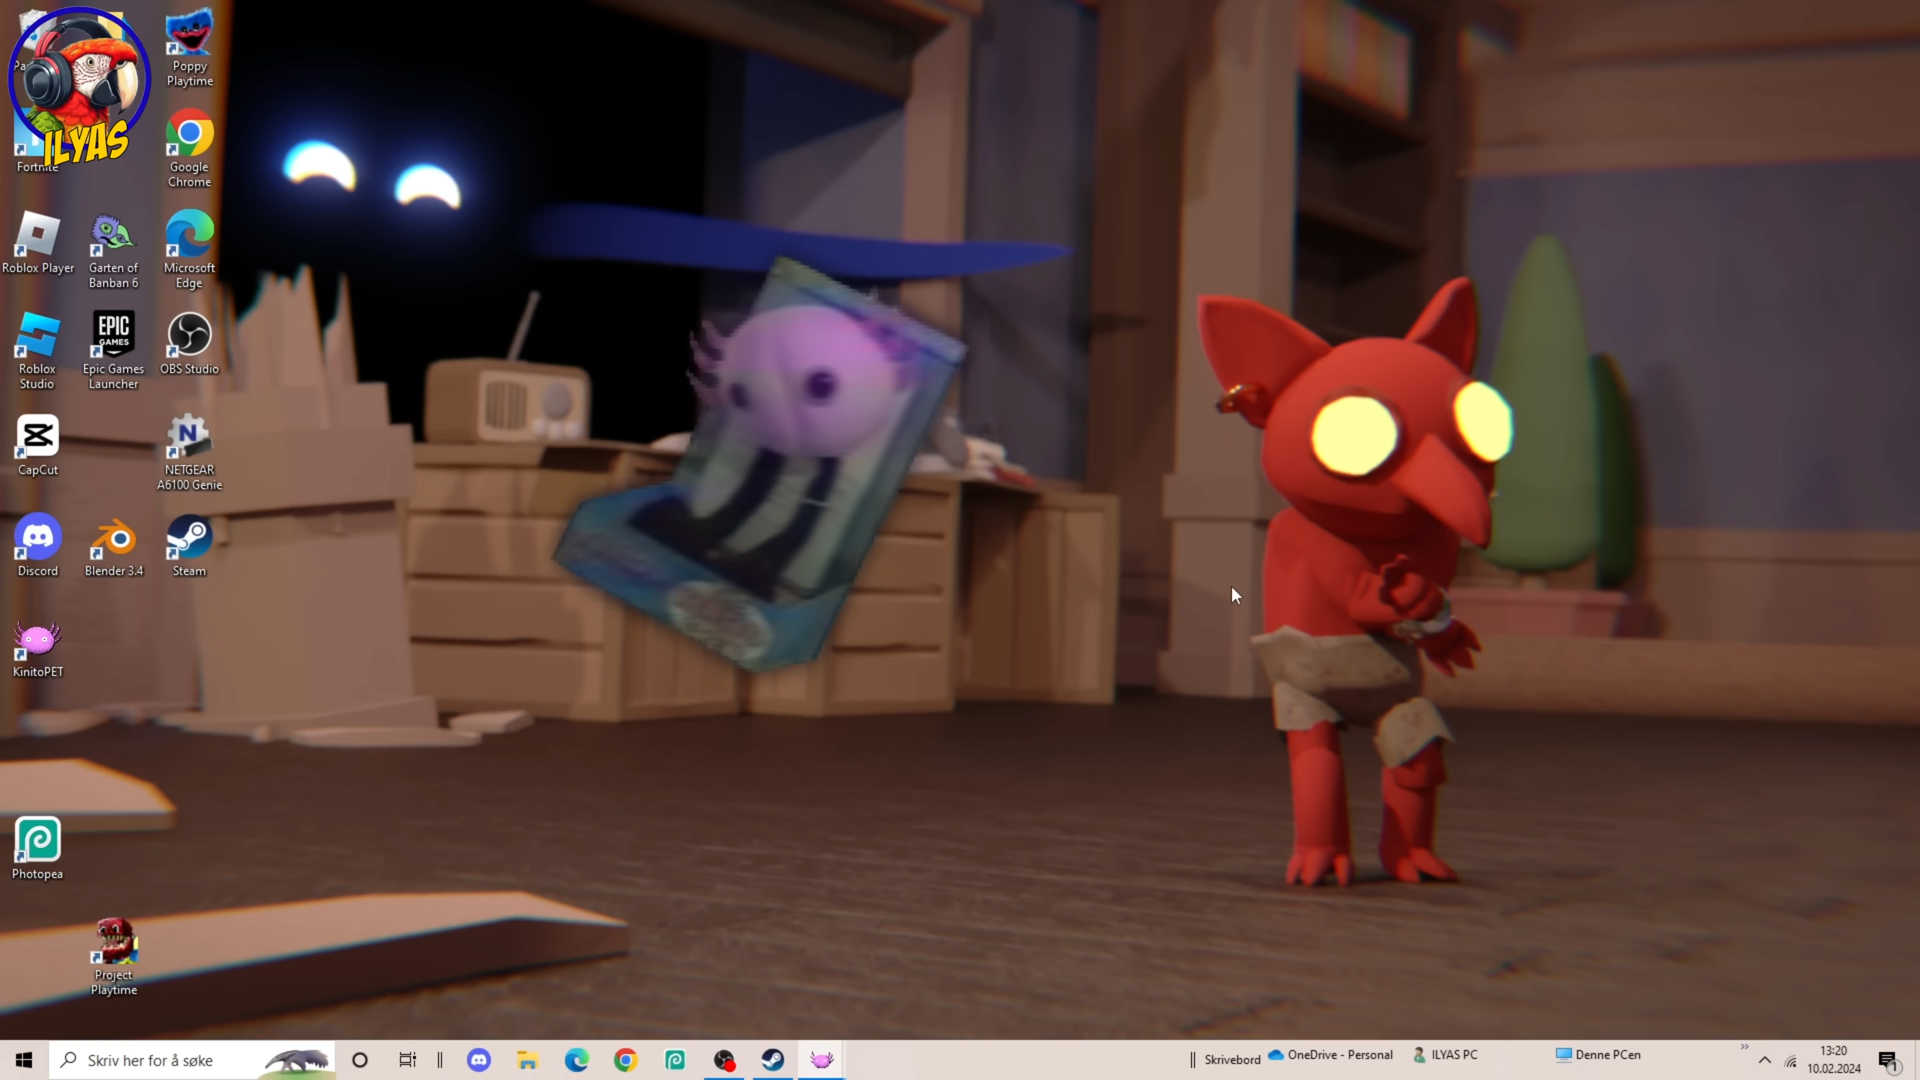 Pa
Poppy
Playtime
ILYAS
Fortnite
Google
Chrome
Roblox Player
Garten of
Banban 6
Microsoft
Edge
EPIC
GAMES
Roblox
Studio
Epic Games
Launcher
OBS Studio
CapCut
N
NETGEAR
A6100 Genie
Discord
Blender 3.4
Steam
KinitoPET
Photopea
Project
Playtime
Skriv her for å søke
Skrivebord
OneDrive - Personal
ILYAS PC
Denne PCen
13:20
10.02.2024
1